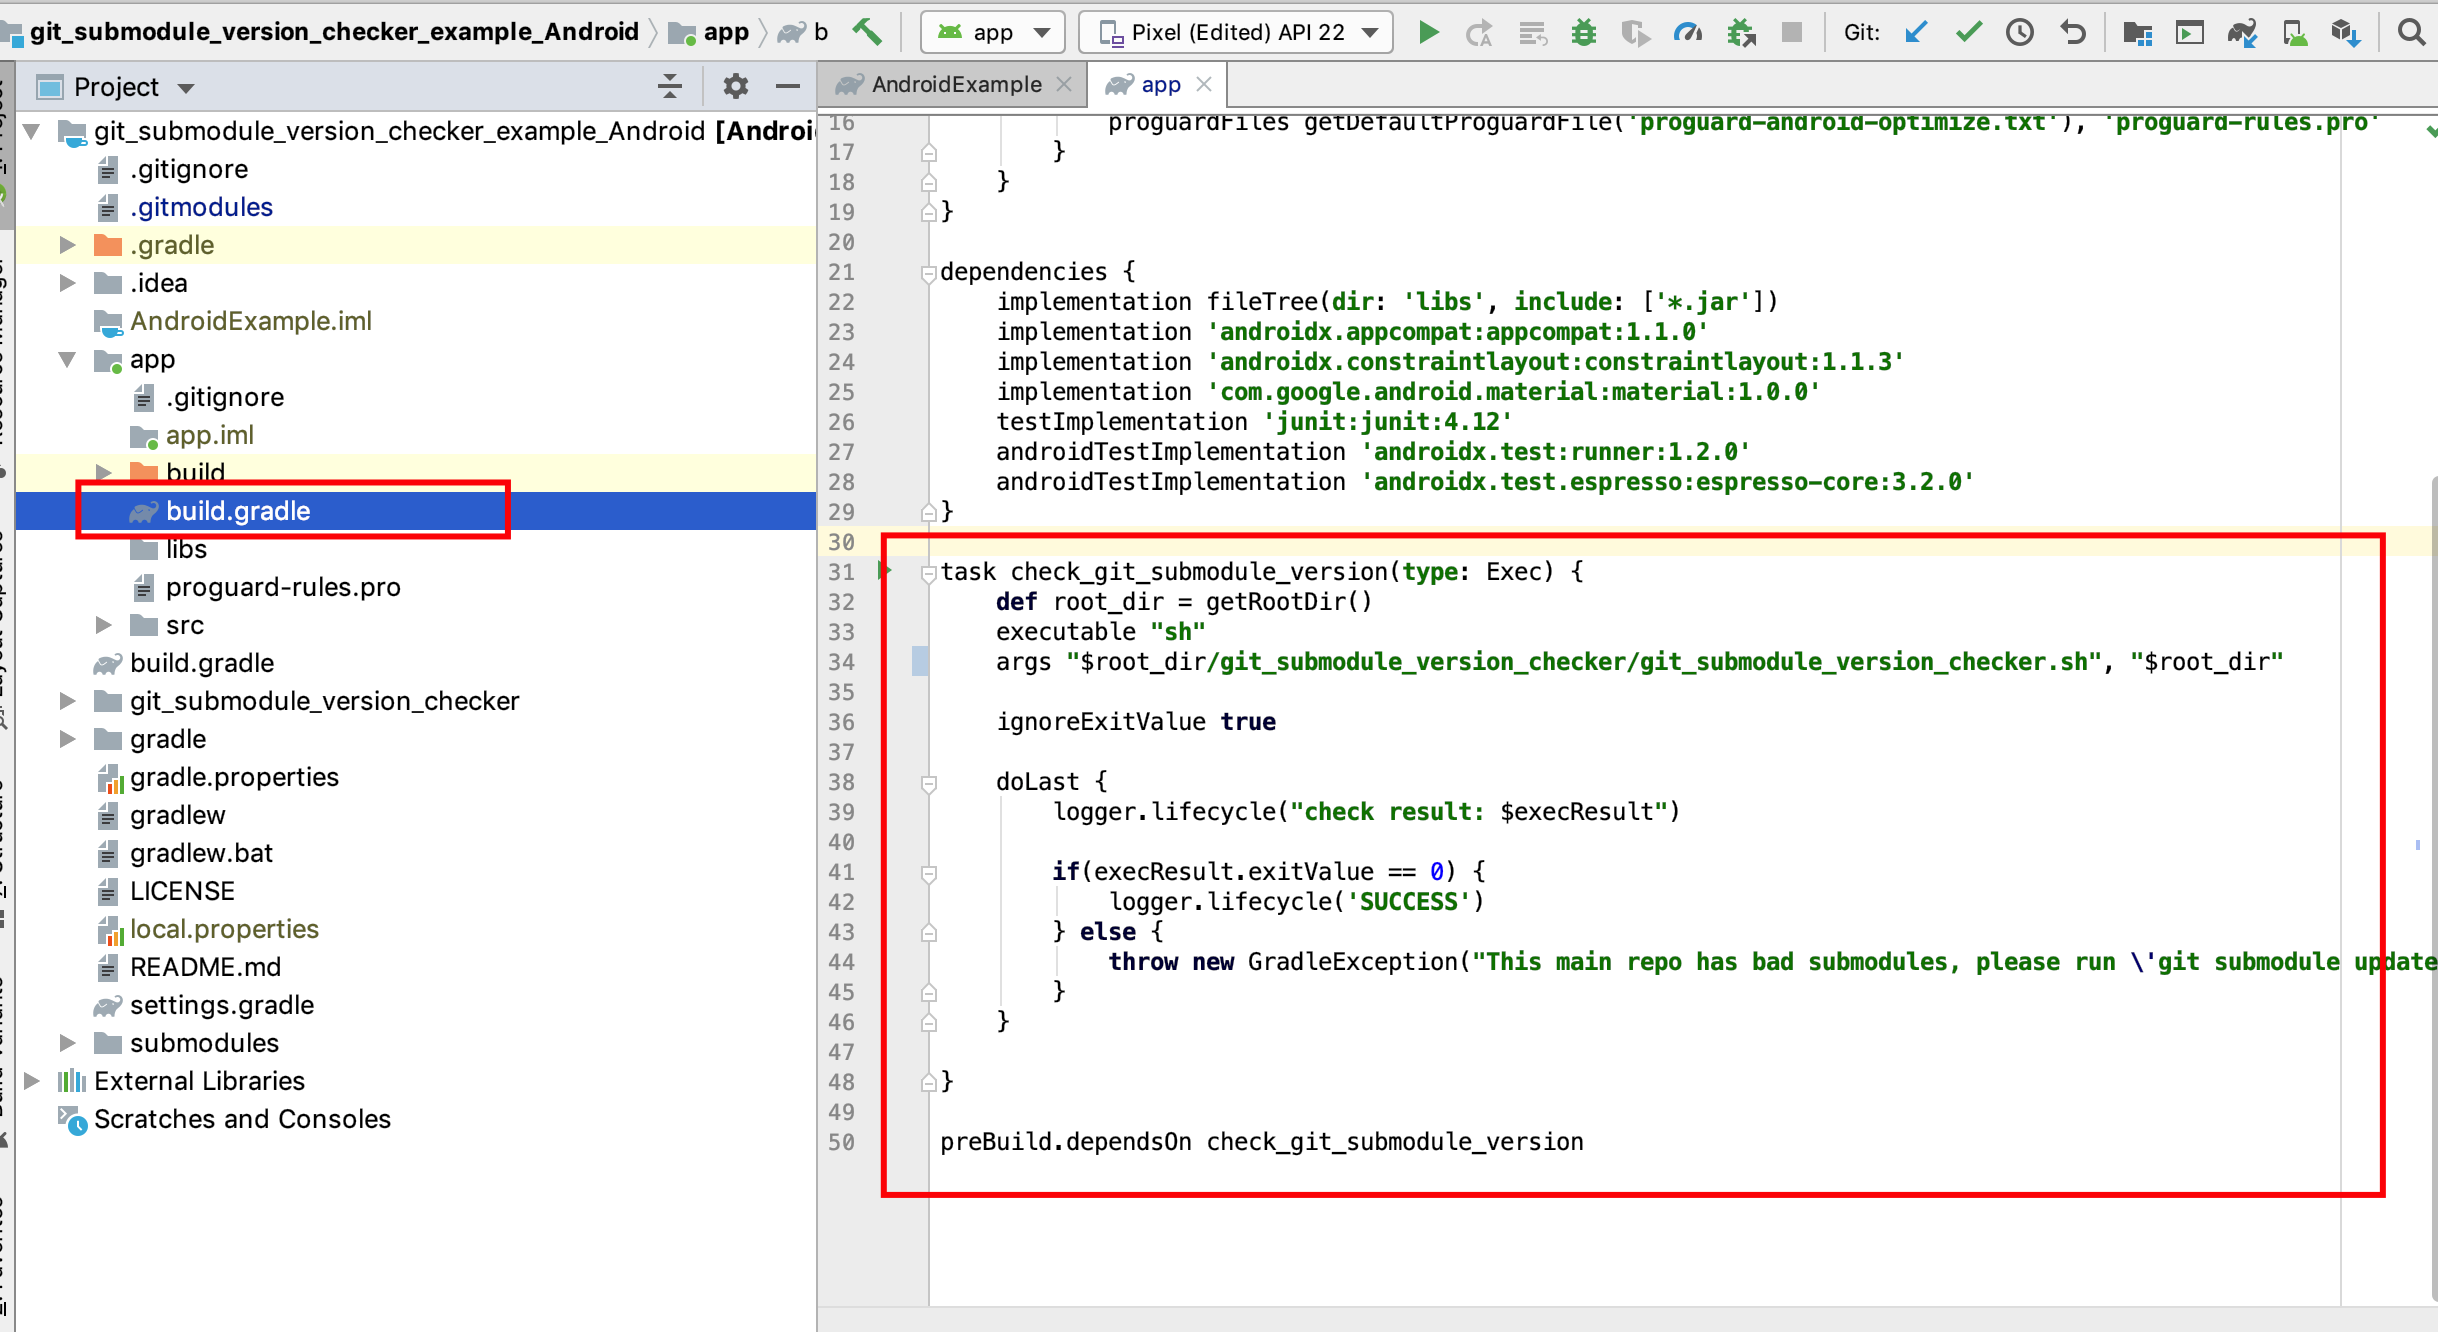 git_submodule_version_checker_example_Android app b app Pixel (Edited) API 22 Git:
Project
AndroidExample app
git_submodule_version_checker_example_Android [Androi
.gitignore
.gitmodules
.gradle
.idea
AndroidExample.iml
app
.gitignore
app.iml
build
build.gradle
libs
proguard-rules.pro
src
build.gradle
git_submodule_version_checker
gradle
gradle.properties
gradlew
gradlew.bat
LICENSE
local.properties
README.md
settings.gradle
submodules
External Libraries
Scratches and Consoles
16 proguardFiles getDefaultProguardFile('proguard-android-optimize.txt'), 'proguard-rules.pro'
17 }
18 }
19 }
20
21 dependencies {
22 implementation fileTree(dir: 'libs', include: ['*.jar'])
23 implementation 'androidx.appcompat:appcompat:1.1.0'
24 implementation 'androidx.constraintlayout:constraintlayout:1.1.3'
25 implementation 'com.google.android.material:material:1.0.0'
26 testImplementation 'junit:junit:4.12'
27 androidTestImplementation 'androidx.test:runner:1.2.0'
28 androidTestImplementation 'androidx.test.espresso:espresso-core:3.2.0'
29 }
30
31 task check_git_submodule_version(type: Exec) {
32 def root_dir = getRootDir()
33 executable "sh"
34 args "$root_dir/git_submodule_version_checker/git_submodule_version_checker.sh", "$root_dir"
35
36 ignoreExitValue true
37
38 doLast {
39 logger.lifecycle("check result: $execResult")
40
41 if(execResult.exitValue == 0) {
42 logger.lifecycle('SUCCESS')
43 } else {
44 throw new GradleException("This main repo has bad submodules, please run \'git submodule update
45 }
46 }
47
48 }
49
50 preBuild.dependsOn check_git_submodule_version